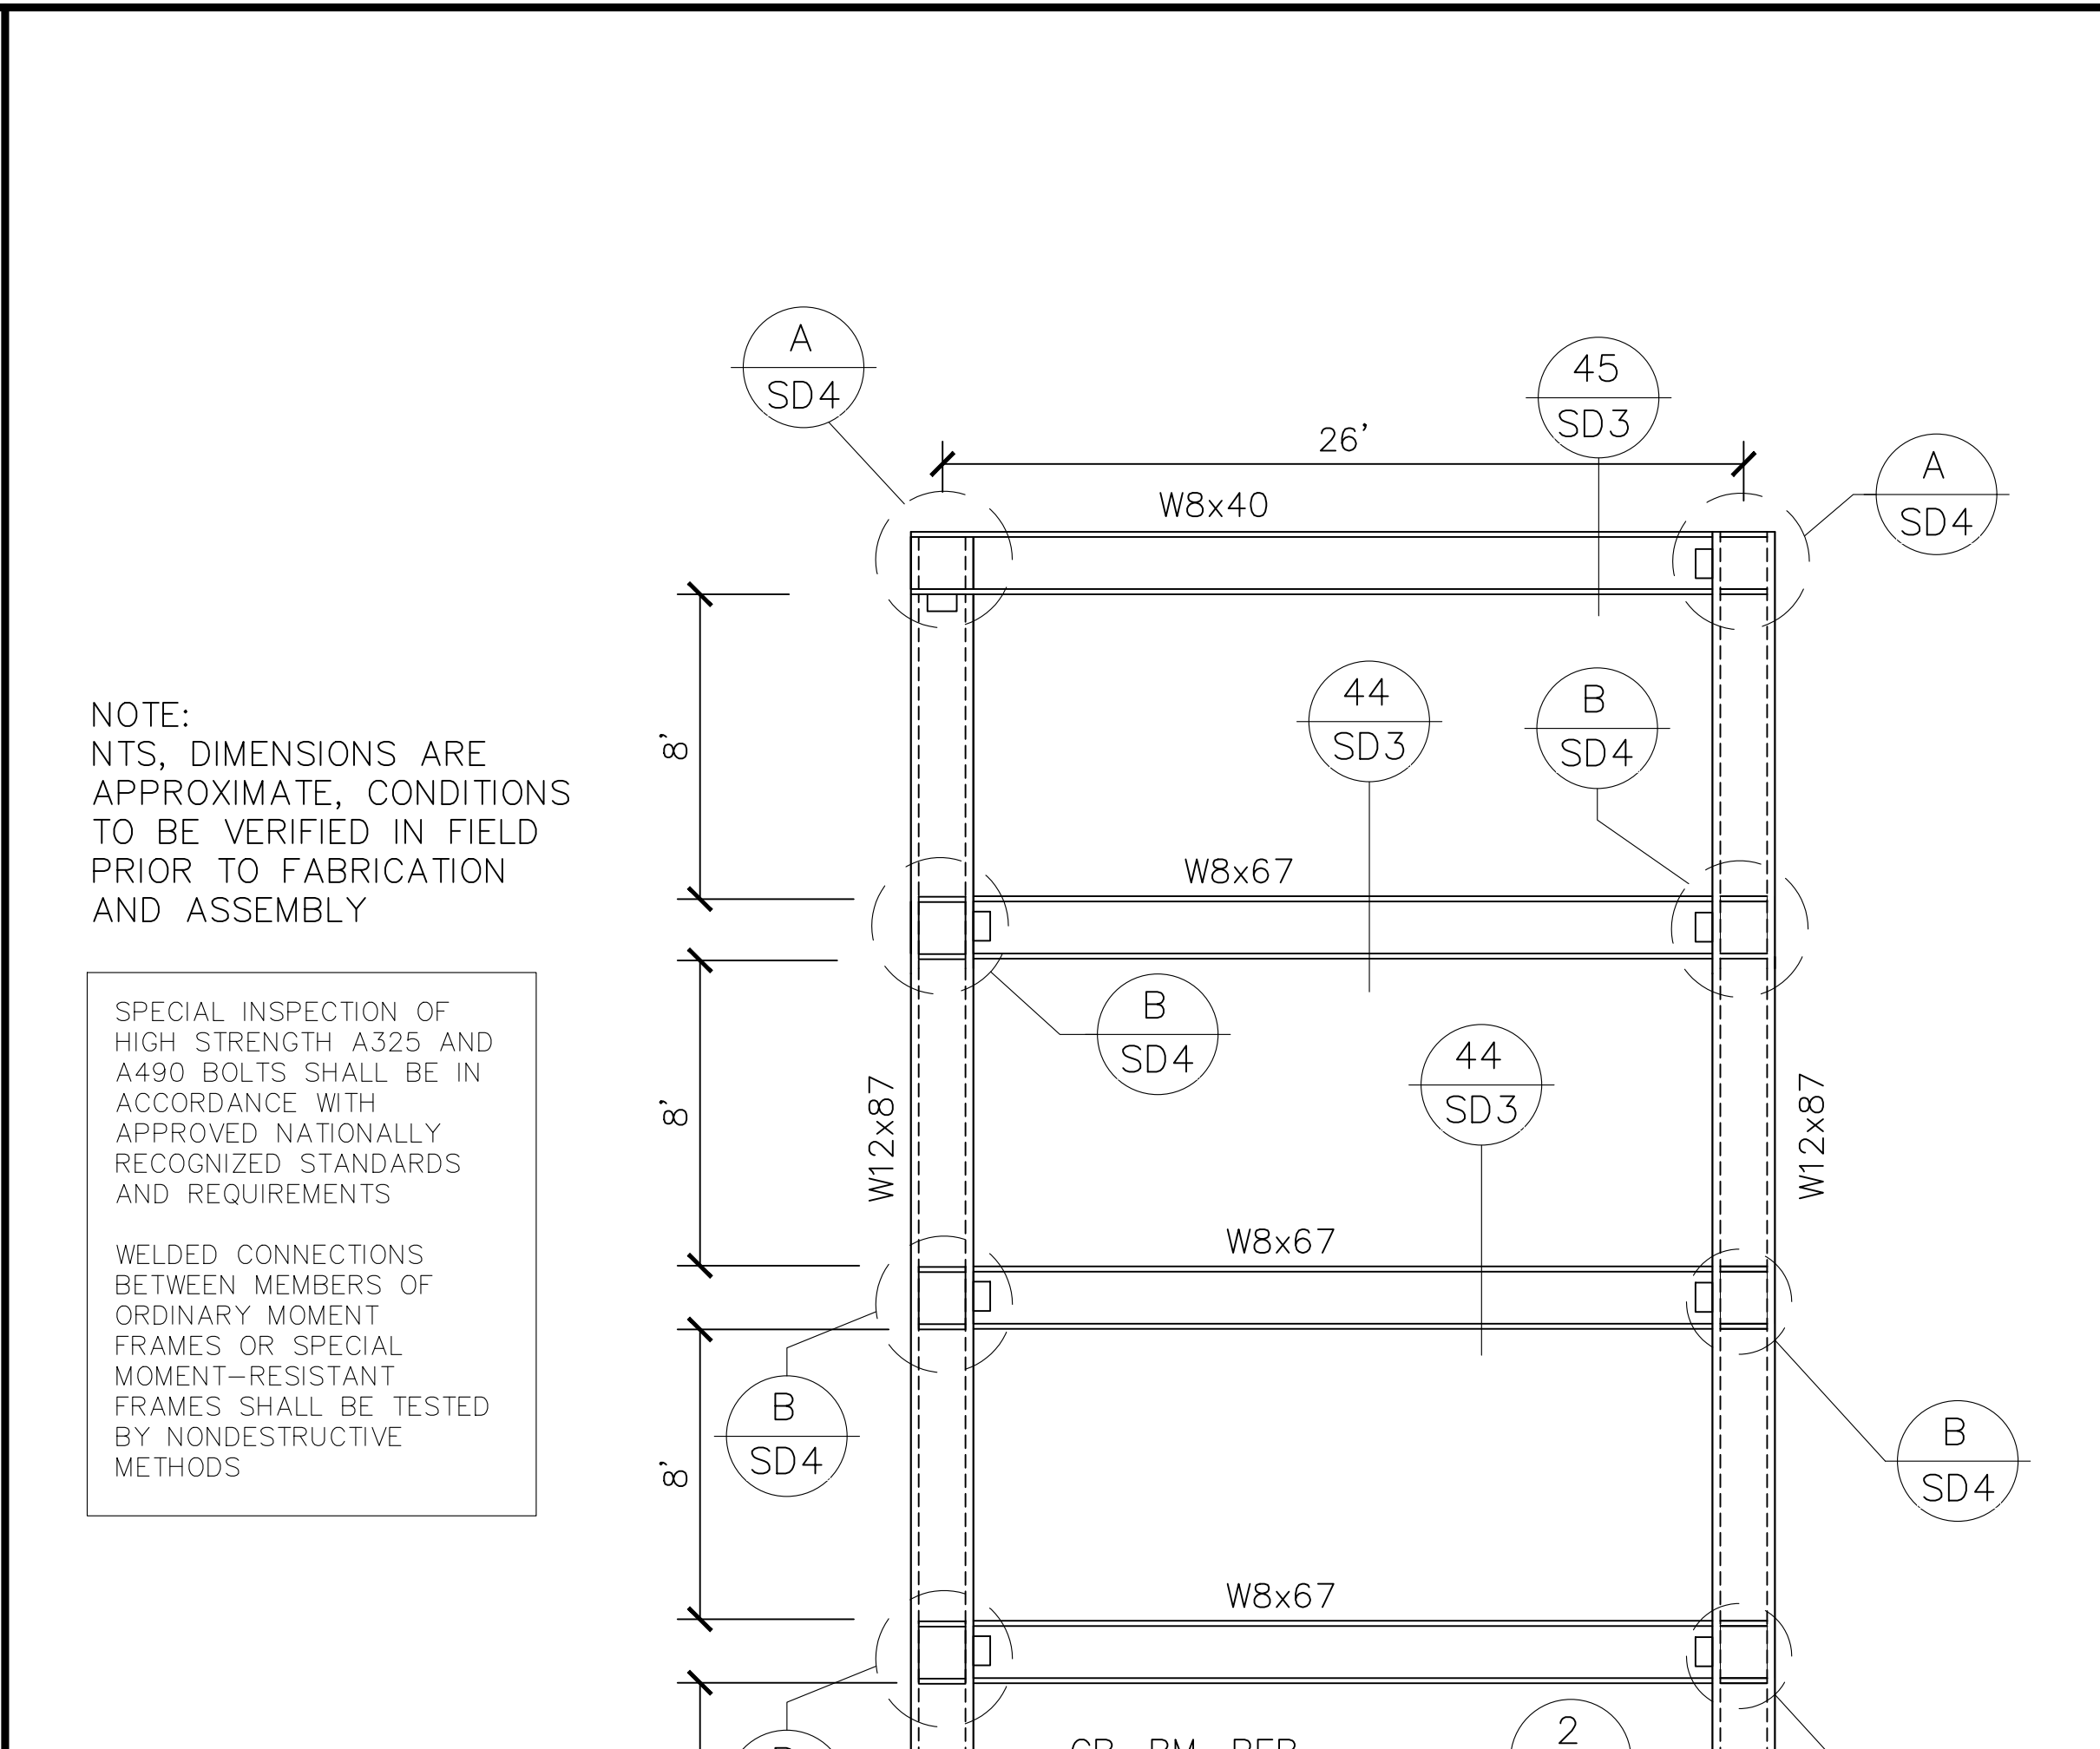 A
SD4
45
SD3
26'
A
SD4
W8x40
44
SD3
B
SD4
8'
NOTE:
NTS, DIMENSIONS ARE
APPROXIMATE, CONDITIONS
TO BE VERIFIED IN FIELD
PRIOR TO FABRICATION
AND ASSEMBLY
W8x67
SPECIAL INSPECTION OF
HIGH STRENGTH A325 AND
A490 BOLTS SHALL BE IN
ACCORDANCE WITH
APPROVED NATIONALLY
RECOGNIZED STANDARDS
AND REQUIREMENTS
WELDED CONNECTIONS
BETWEEN MEMBERS OF
ORDINARY MOMENT
FRAMES OR SPECIAL
MOMENT-RESISTANT
FRAMES SHALL BE TESTED
BY NONDESTRUCTIVE
METHODS
B
SD4
44
SD3
8'
W12x87
W12x87
W8x67
B
SD4
B
SD4
8'
W8x67
2